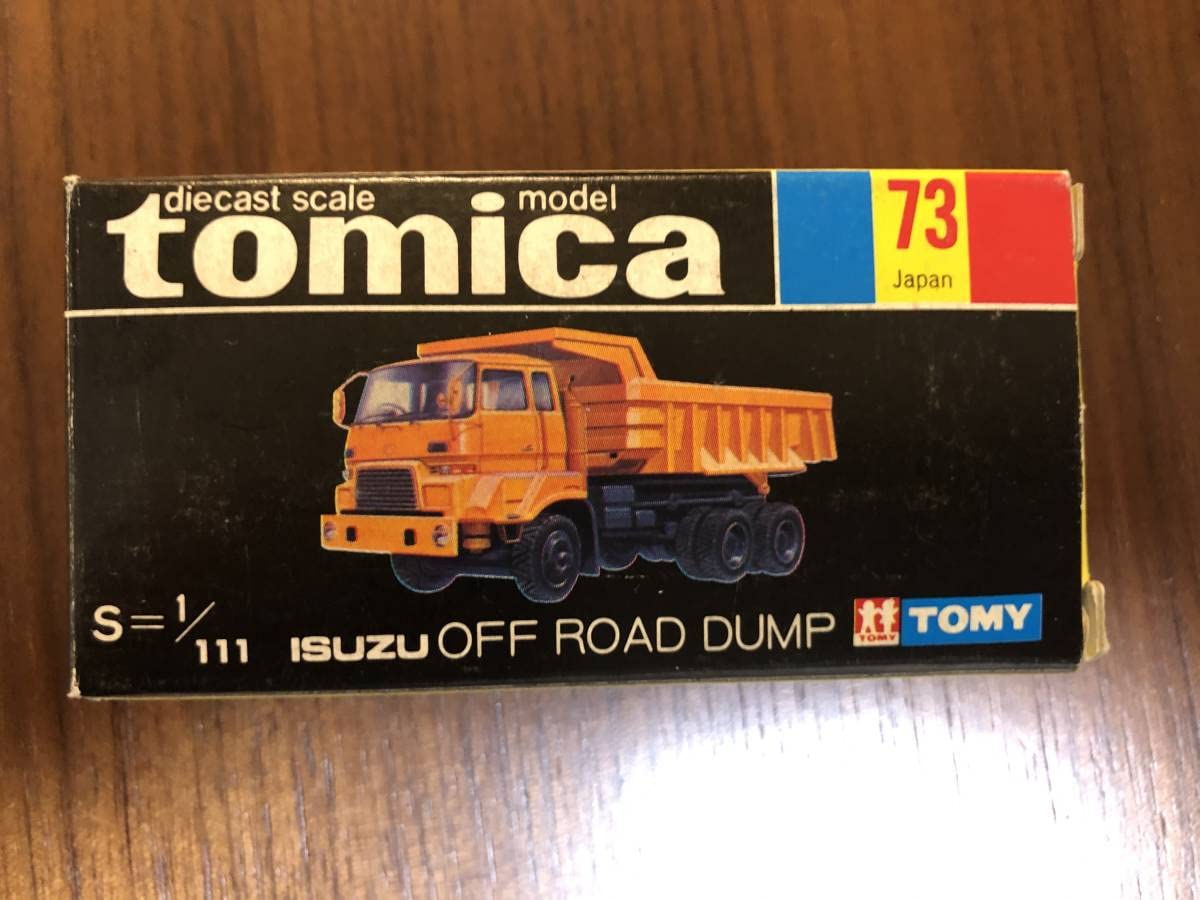 diecast scale model
tomica
73
Japan
S=1/111 ISUZU OFF ROAD DUMP
TOMY
TOMY